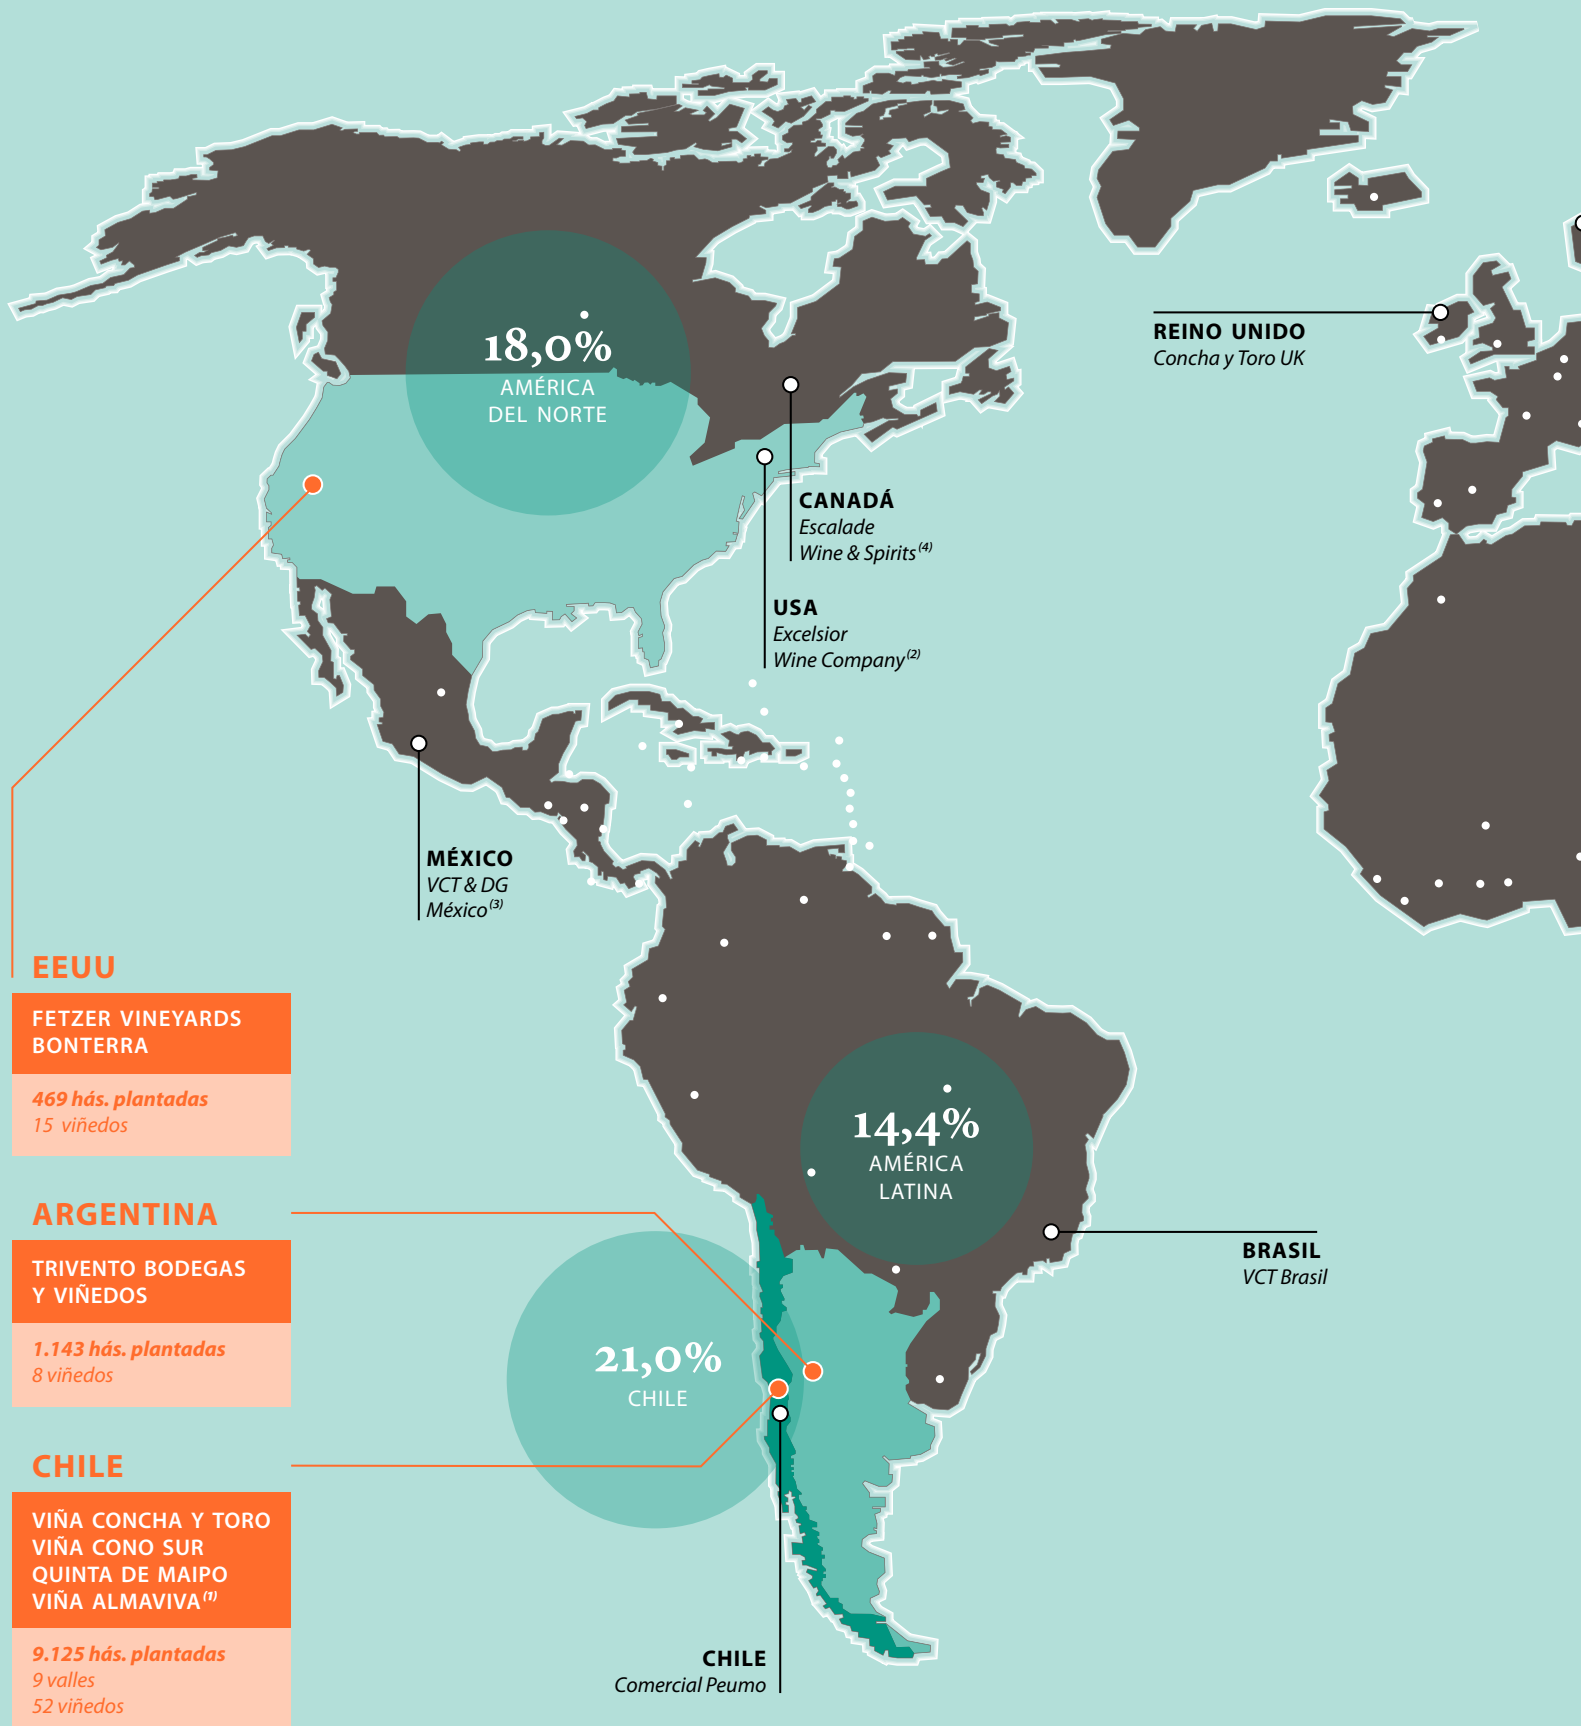 18,0%
AMÉRICA
DEL NORTE
REINO UNIDO
Concha y Toro UK
CANADÁ
Escalade
Wine & Spirits(4)
USA
Excelsior
Wine Company(2)
MÉXICO
VCT & DG
México(3)
EEUU
FETZER VINEYARDS
BONTERRA
469 hás. plantadas
15 viñedos
14,4%
AMÉRICA
LATINA
ARGENTINA
TRIVENTO BODEGAS
Y VIÑEDOS
1.143 hás. plantadas
8 viñedos
BRASIL
VCT Brasil
21,0%
CHILE
CHILE
VIÑA CONCHA Y TORO
VIÑA CONO SUR
QUINTA DE MAIPO
VIÑA ALMAVIVA(1)
9.125 hás. plantadas
9 valles
52 viñedos
CHILE
Comercial Peumo